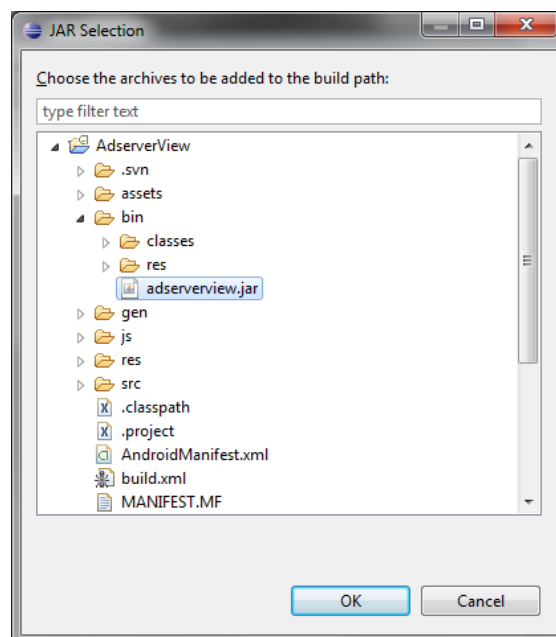 JAR Selection
Choose the archives to be added to the build path:
type filter text
AdserverView
.svn
assets
bin
classes
res
adserverview.jar
gen
js
res
src
.classpath
.project
AndroidManifest.xml
build.xml
MANIFEST.MF
OK
Cancel